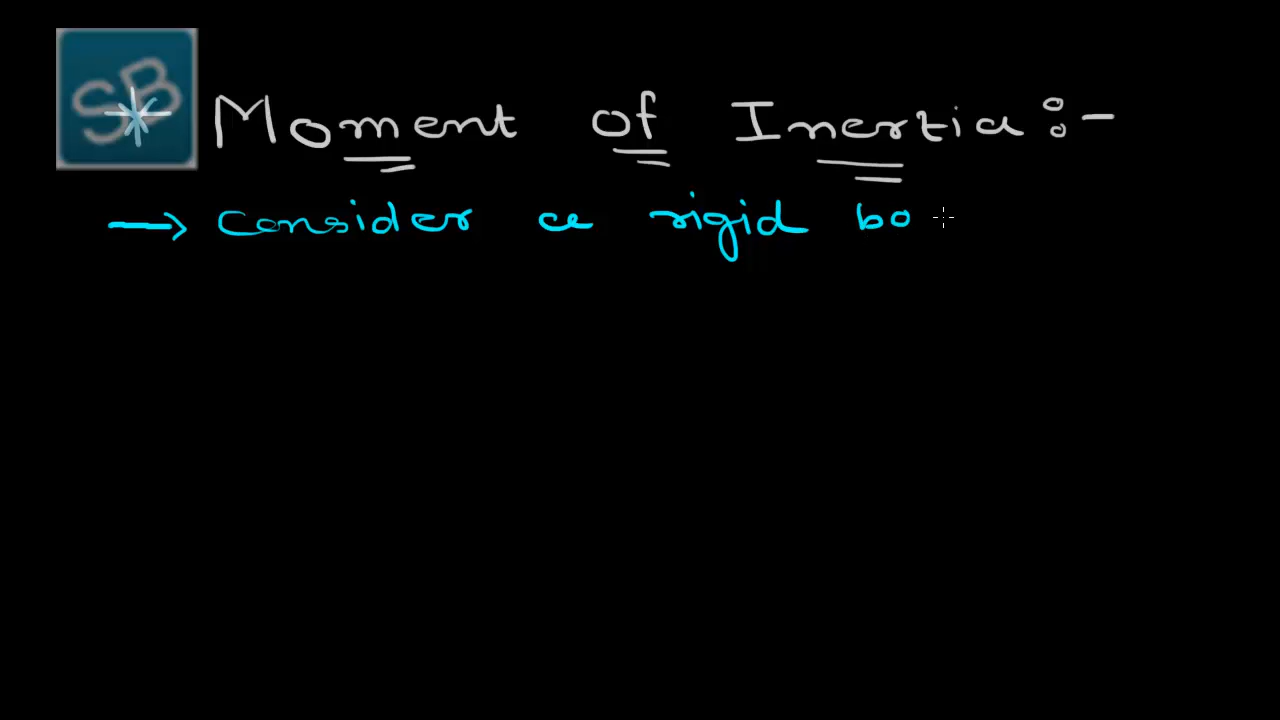 SB
* Moment of Inertia :-
→ Consider a rigid bo